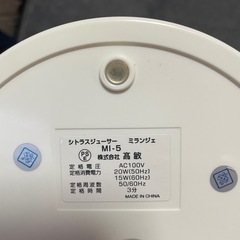 シトラスジューサー ミランジェ
MI-5
PS E 株式会社 高敏
定格電圧 AC100V
定格消費電力 20W(50Hz)
15W(60Hz)
定格周波数 50/60Hz
定格時間 3分
MADE IN CHINA